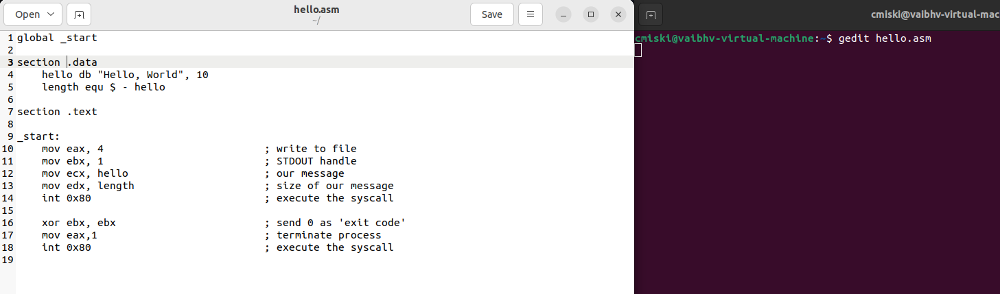 Open
hello.asm
~/
Save
cmiski@vaibhv-virtual-mac
1 global _start
2
3 section .data
4     hello db "Hello, World", 10
5     length equ $ - hello
6
7 section .text
8
9 _start:
10     mov eax, 4                          ; write to file
11     mov ebx, 1                          ; STDOUT handle
12     mov ecx, hello                      ; our message
13     mov edx, length                     ; size of our message
14     int 0x80                            ; execute the syscall
15
16     xor ebx, ebx                        ; send 0 as 'exit code'
17     mov eax,1                           ; terminate process
18     int 0x80                            ; execute the syscall
19
cmiski@vaibhv-virtual-machine:~$ gedit hello.asm